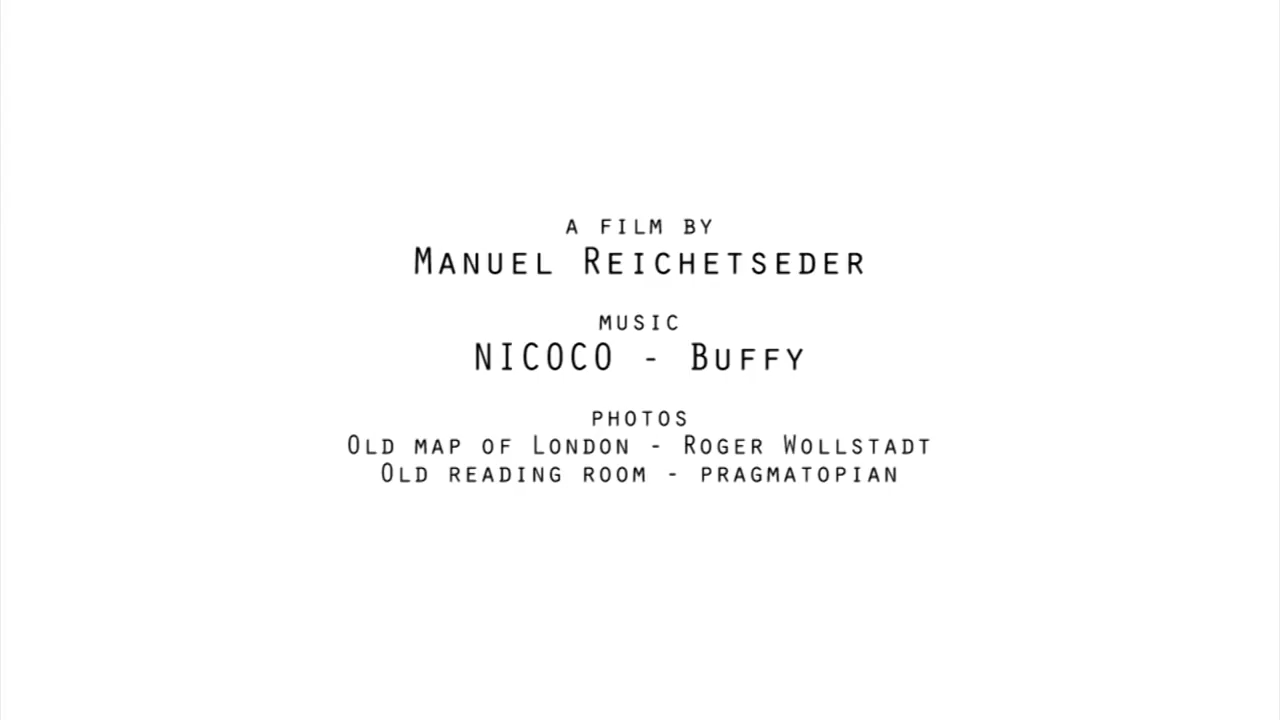 A FILM BY
MANUEL REICHETSEDER
MUSIC
NICOCO - BUFFY
PHOTOS
OLD MAP OF LONDON - ROGER WOLLSTADT
OLD READING ROOM - PRAGMATOPIAN